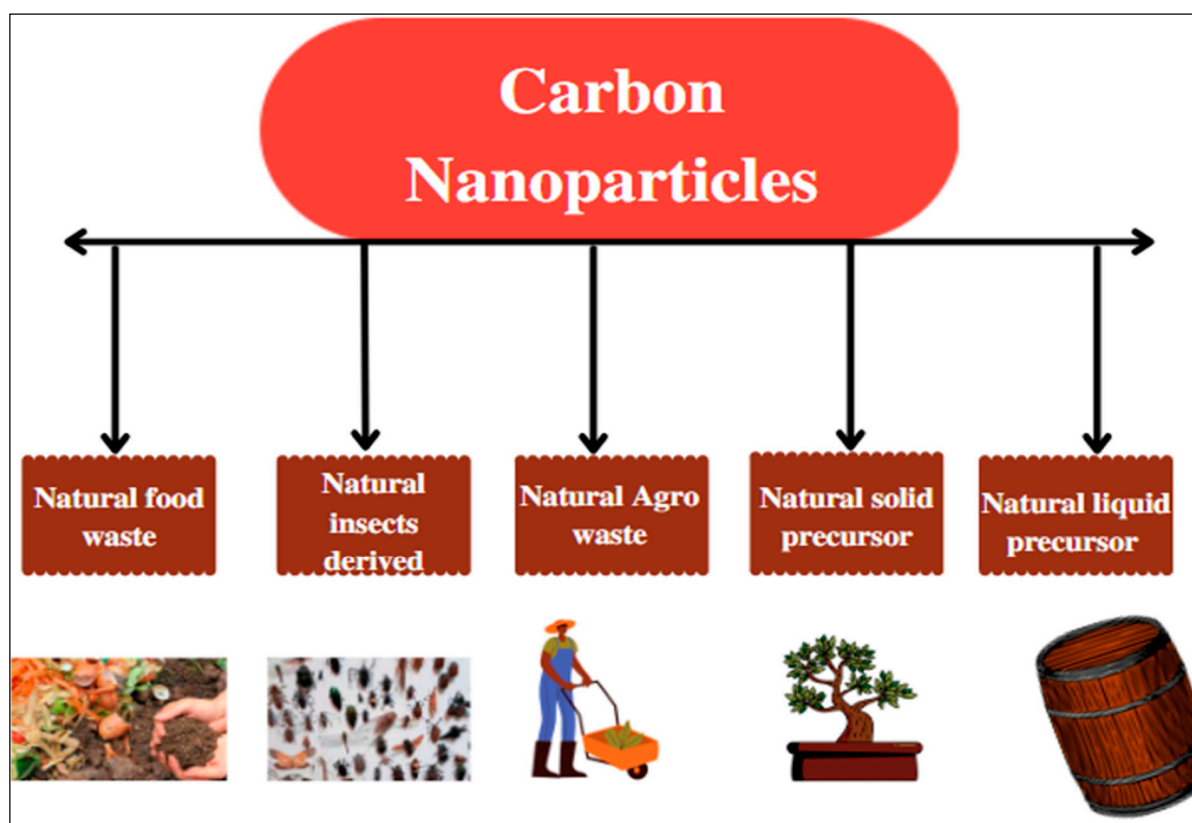 Carbon
Nanoparticles
Natural food
waste
Natural
insects
derived
Natural Agro
waste
Natural solid
precursor
Natural liquid
precursor